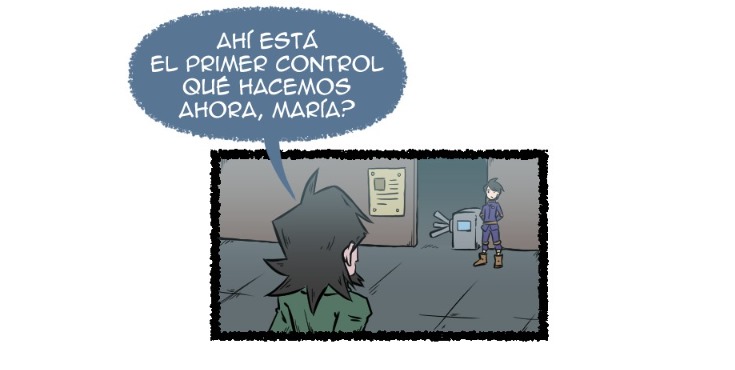 AHÍ ESTÁ
EL PRIMER CONTROL
QUÉ HACEMOS
AHORA, MARÍA?